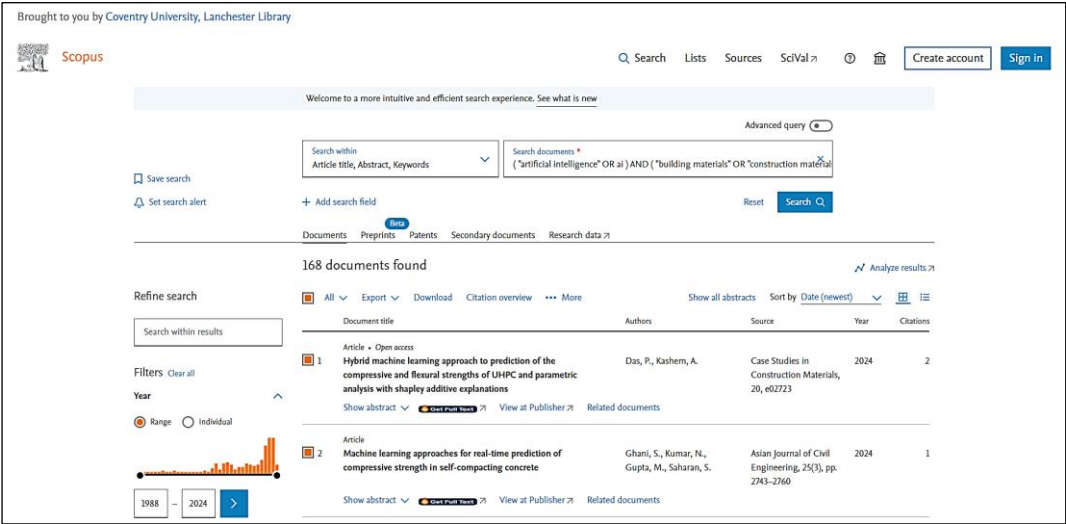 Brought to you by Coventry University, Lanchester Library
Scopus
Search Lists Sources SciVal Create account Sign in
Welcome to a more intuitive and efficient search experience. See what is new
Advanced query
Search within
Article title, Abstract, Keywords
Search documents *
( "artificial intelligence" OR ai ) AND ( "building materials" OR "construction material
Save search
Set search alert
+ Add search field
Reset Search
Beta
Documents Preprints Patents Secondary documents Research data
168 documents found
Analyze results
Refine search
All Export Download Citation overview ••• More Show all abstracts Sort by Date (newest)
Search within results
Document title Authors Source Year Citations
Filters Clear all
Year
Range Individual
1988 – 2024
Article • Open access
1 Hybrid machine learning approach to prediction of the
compressive and flexural strengths of UHPC and parametric
analysis with shapley additive explanations
Das, P., Kashem, A.
Case Studies in
Construction Materials,
20, e02723
2024
2
Show abstract Get Full Text View at Publisher Related documents
Article
2 Machine learning approaches for real-time prediction of
compressive strength in self-compacting concrete
Ghani, S., Kumar, N.,
Gupta, M., Saharan, S.
Asian Journal of Civil
Engineering, 25(3), pp.
2743–2760
2024
1
Show abstract Get Full Text View at Publisher Related documents